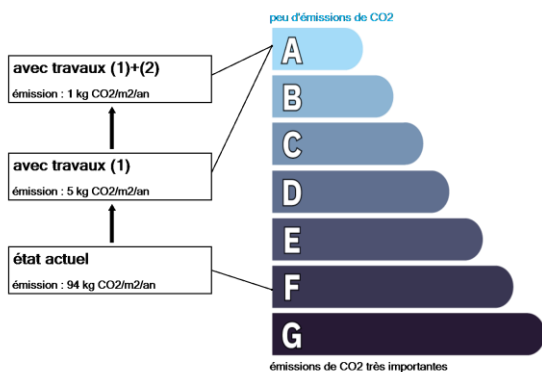 peu d'émissions de CO2
avec travaux (1)+(2)
émission : 1 kg CO2/m2/an
avec travaux (1)
émission : 5 kg CO2/m2/an
état actuel
émission : 94 kg CO2/m2/an
A
B
C
D
E
F
G
émissions de CO2 très importantes